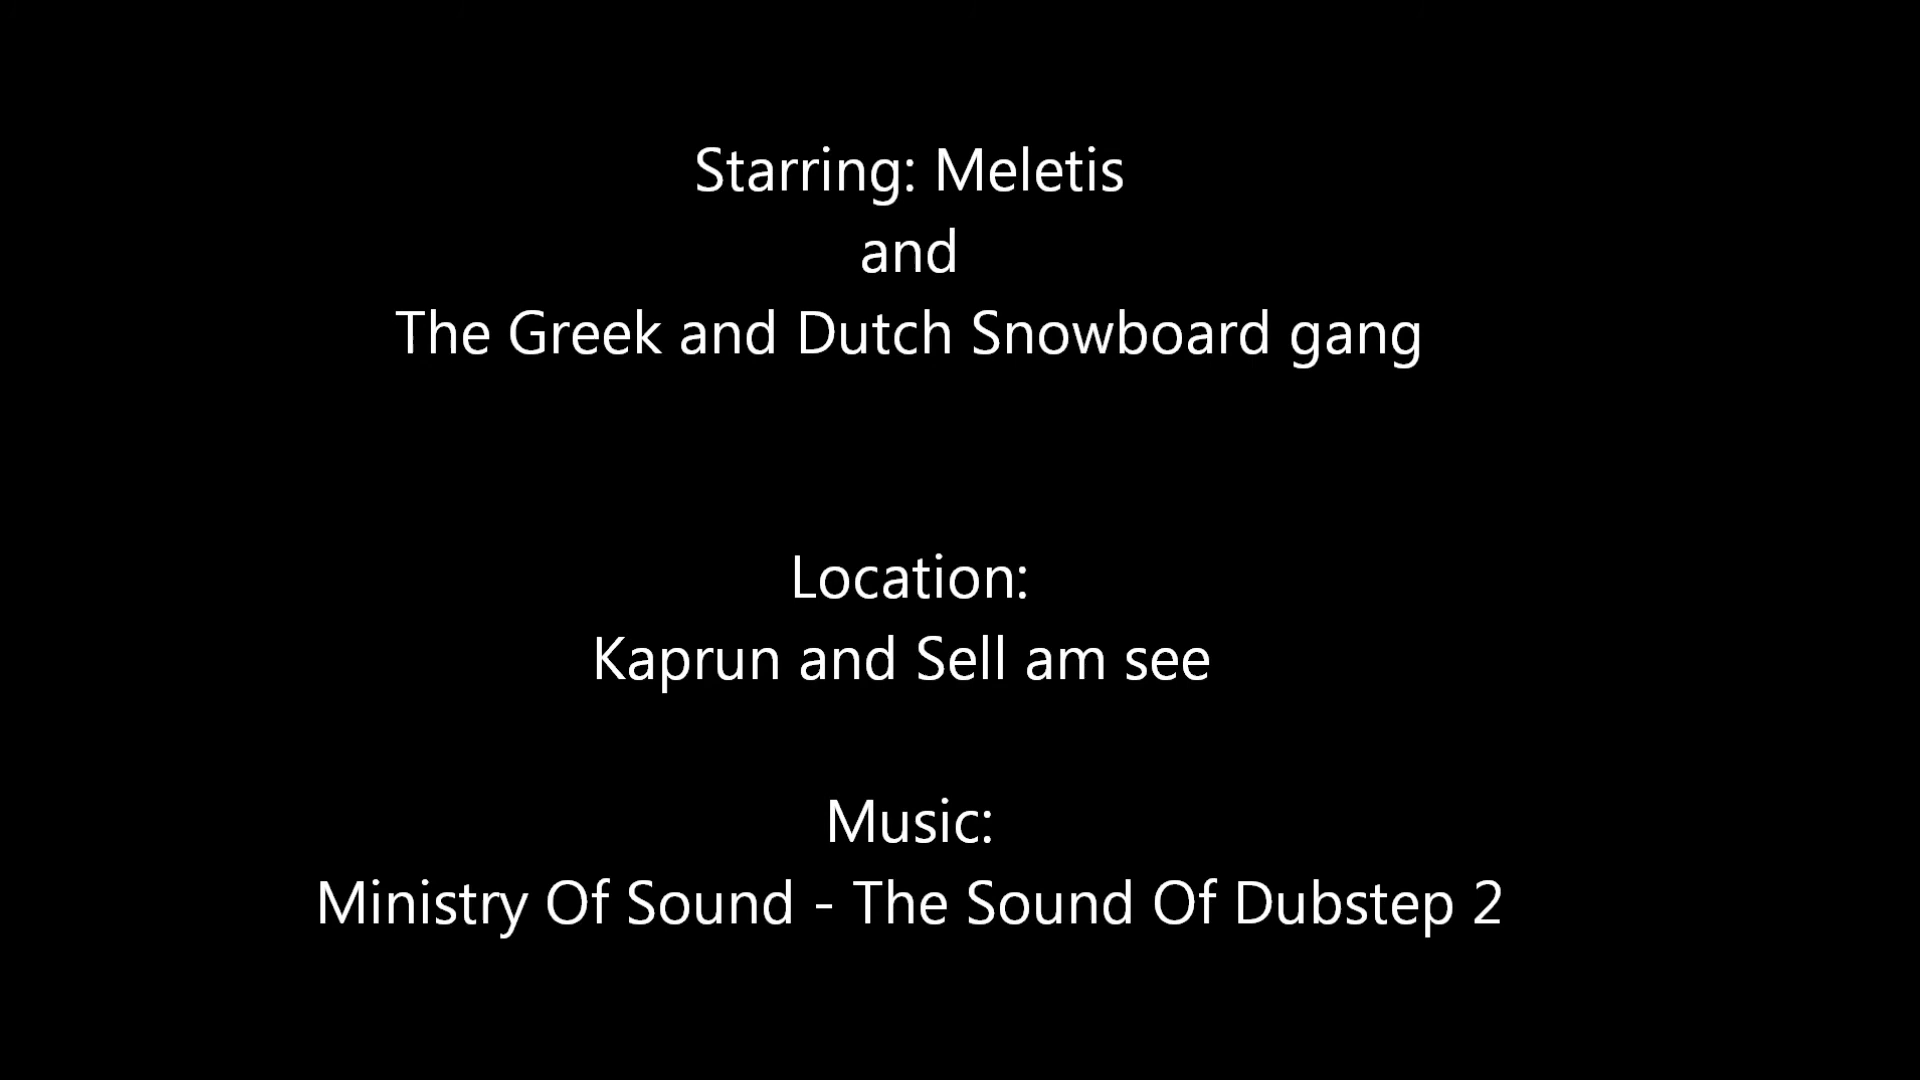 Starring: Meletis
and
The Greek and Dutch Snowboard gang
Location:
Kaprun and Sell am see
Music:
Ministry Of Sound - The Sound Of Dubstep 2